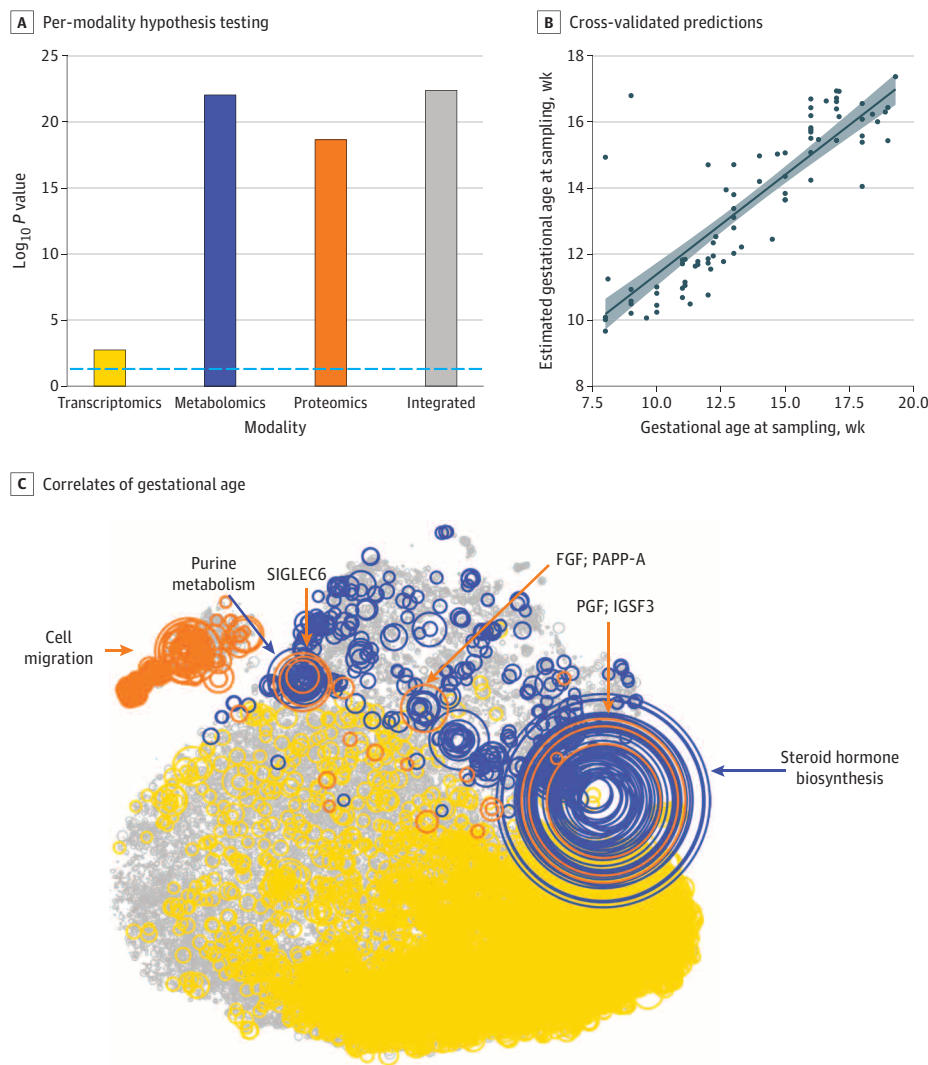 A Per-modality hypothesis testing
25
20
15
10
5
0
Log10 P value
Transcriptomics Metabolomics Proteomics Integrated
Modality
B Cross-validated predictions
18
16
14
12
10
8
Estimated gestational age at sampling, wk
7.5 10.0 12.5 15.0 17.5 20.0
Gestational age at sampling, wk
C Correlates of gestational age
Purine
metabolism
SIGLEC6
FGF; PAPP-A
PGF; IGSF3
Cell
migration
Steroid hormone
biosynthesis